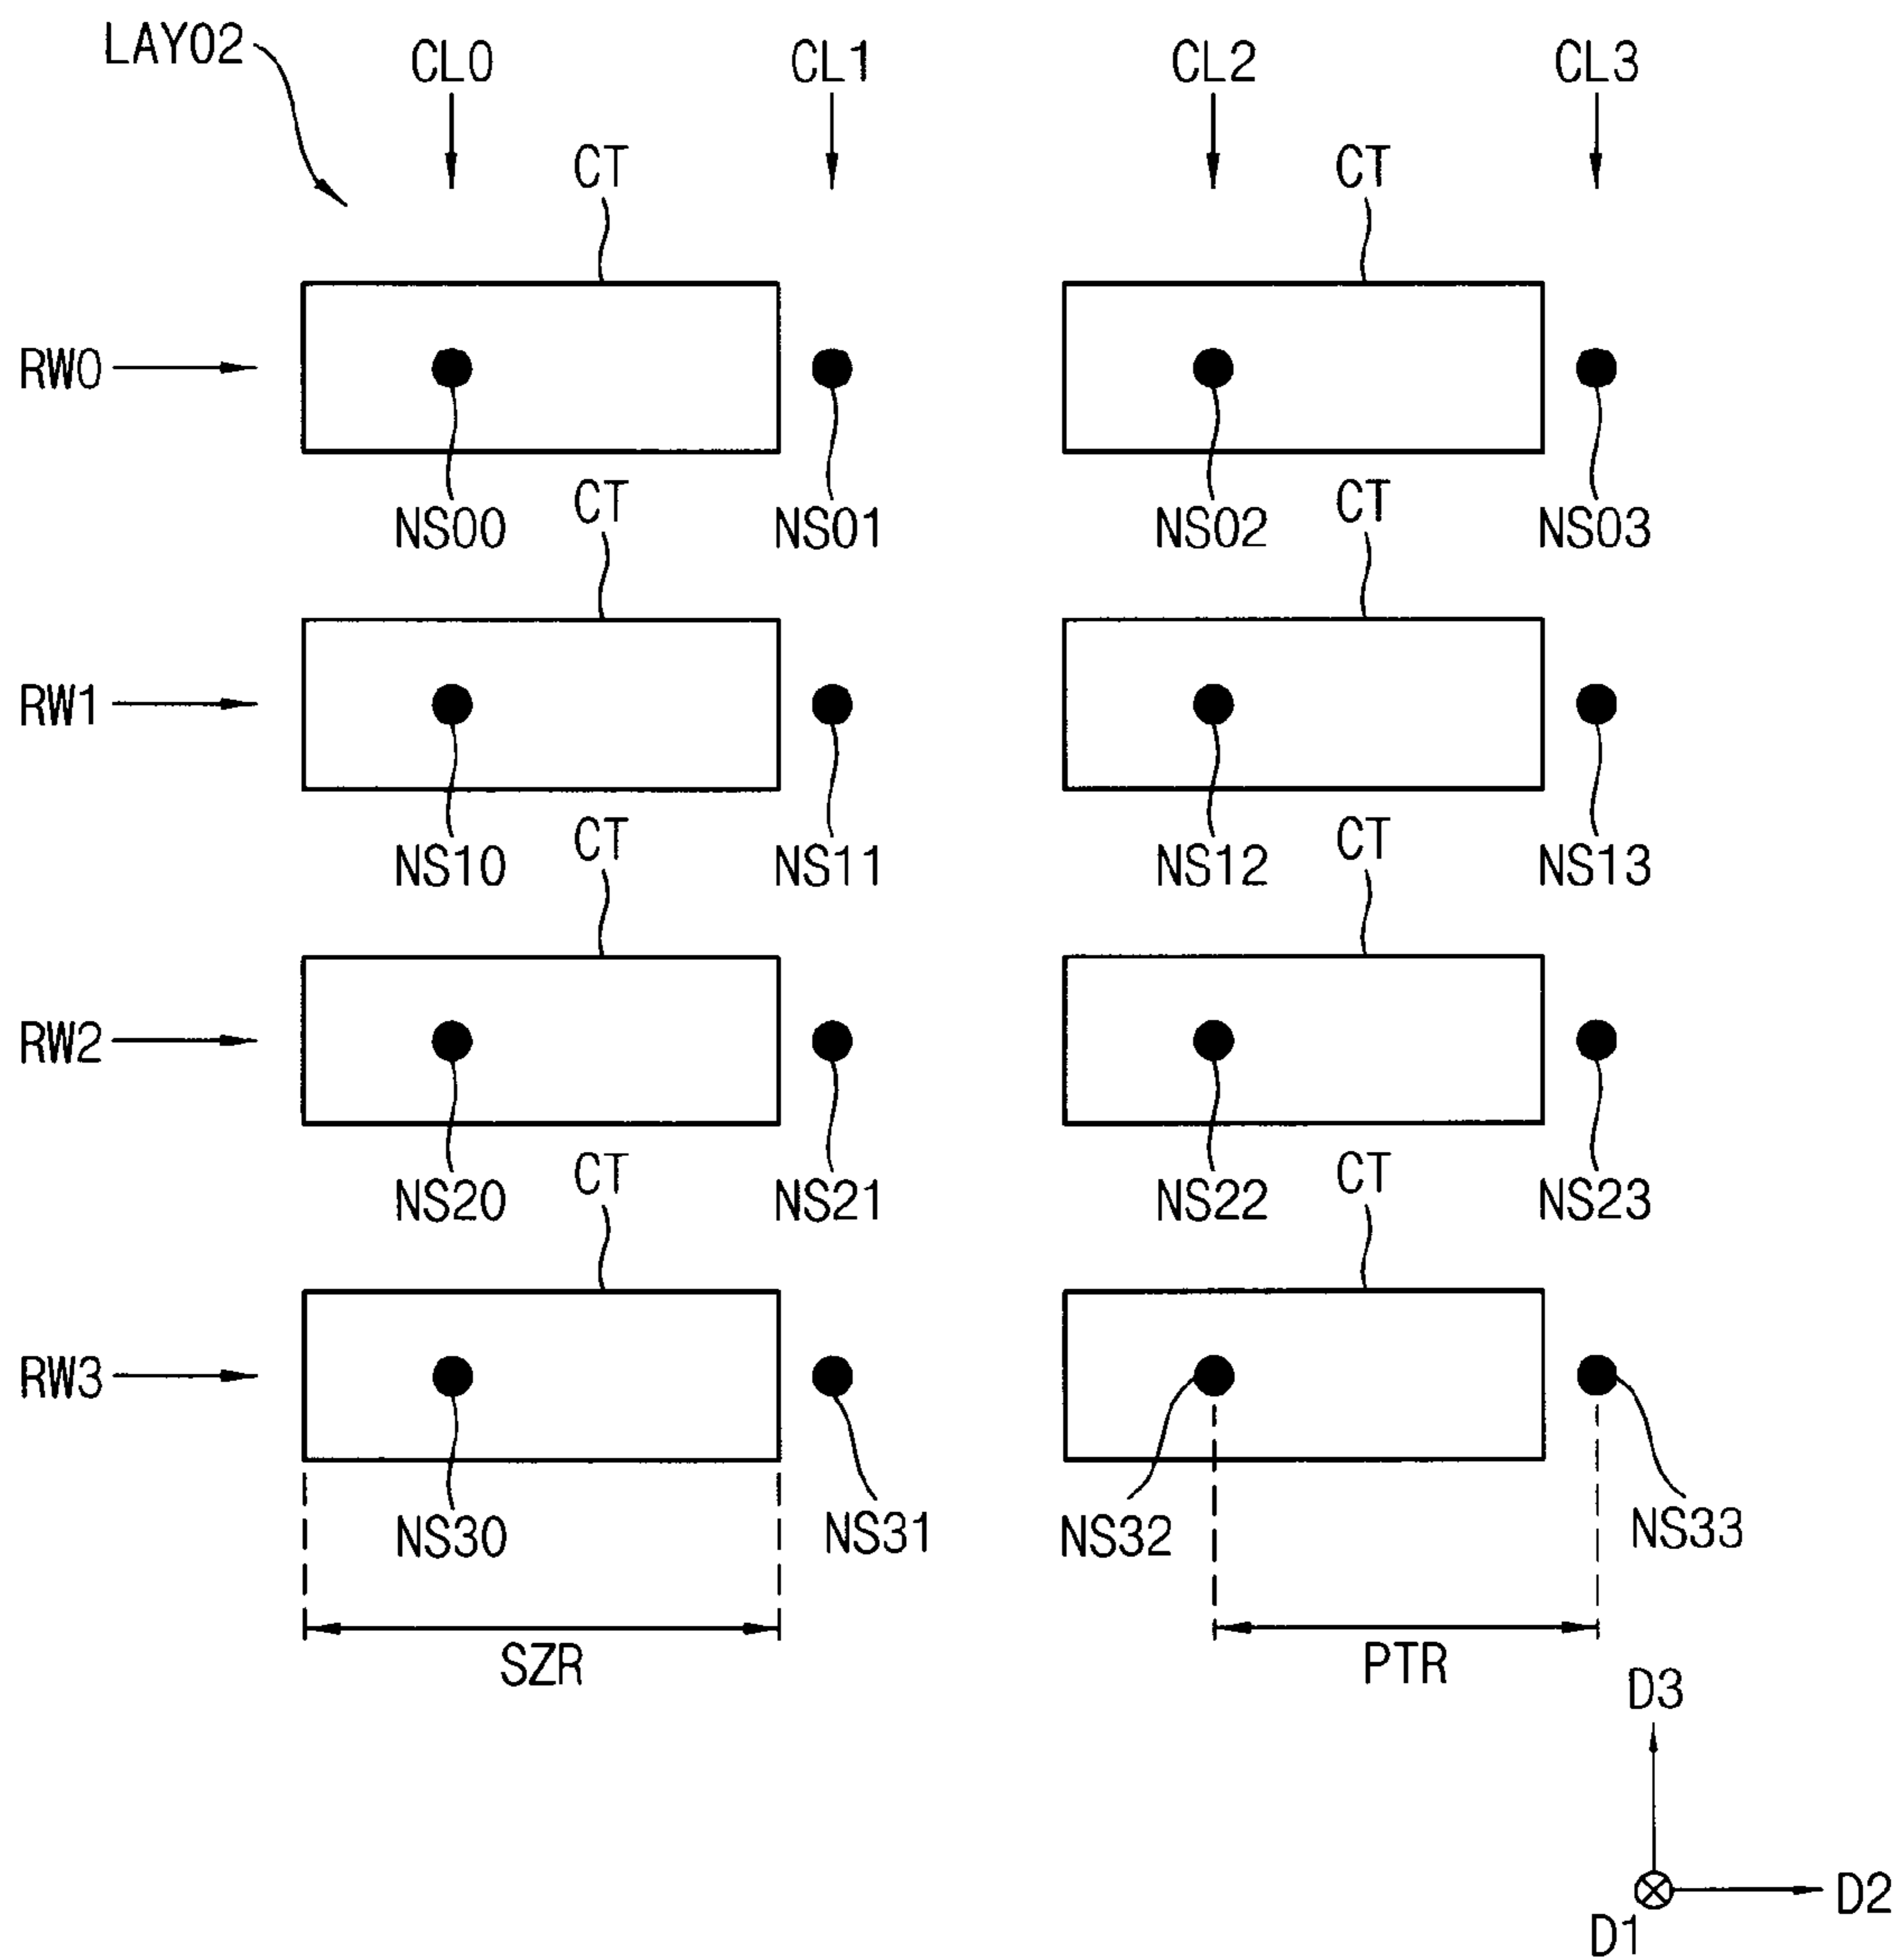 LAY02
CL0 CL1 CL2 CL3
CT CT
RW0
NS00 NS01 NS02 NS03
CT CT
RW1
NS10 NS11 NS12 NS13
CT CT
RW2
NS20 NS21 NS22 NS23
CT CT
RW3
NS30 NS31 NS32 NS33
SZR PTR
D3
D2
D1